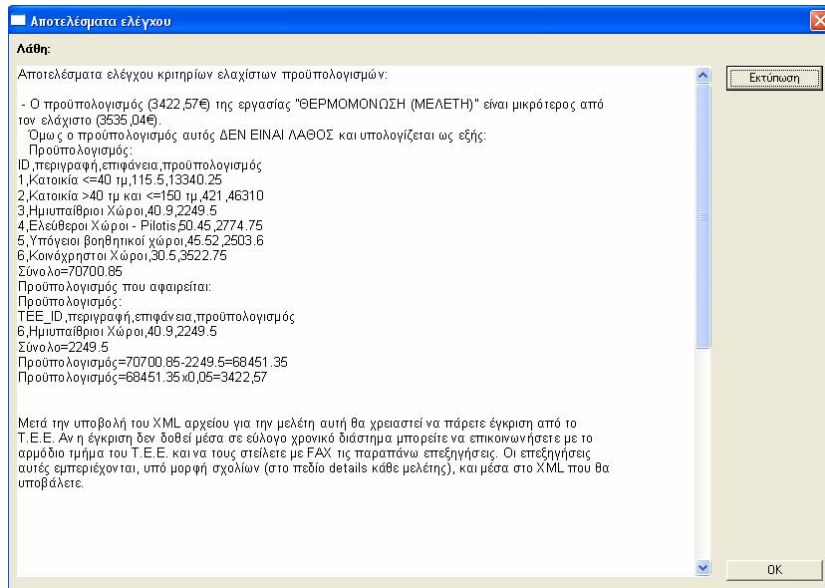 Αποτελέσματα ελέγχου
Λάθη:
Αποτελέσματα ελέγχου κριτηρίων ελαχίστων προϋπολογισμών:
- Ο προϋπολογισμός (3422,57€) της εργασίας "ΘΕΡΜΟΜΟΝΩΣΗ (ΜΕΛΕΤΗ)" είναι μικρότερος από
τον ελάχιστο (3535,04€).
Όμως ο προϋπολογισμός αυτός ΔΕΝ ΕΙΝΑΙ ΛΑΘΟΣ και υπολογίζεται ως εξής:
Προϋπολογισμός:
ID,περιγραφή,επιφάνεια,προϋπολογισμός
1,Κατοικία <=40 τμ,115.5,13340.25
2,Κατοικία >40 τμ και <=150 τμ,421,46310
3,Ημιυπαίθριοι Χώροι,40.9,2249.5
4,Ελεύθεροι Χώροι - Pilotis,50.45,2774.75
5,Υπόγειοι βοηθητικοί χώροι,45.52,2503.6
6,Κοινόχρηστοι Χώροι,30.5,3522.75
Σύνολο=70700.85
Προϋπολογισμός που αφαιρείται:
Προϋπολογισμός:
TEE_ID,περιγραφή,επιφάνεια,προϋπολογισμός
6,Ημιυπαίθριοι Χώροι,40.9,2249.5
Σύνολο=2249.5
Προϋπολογισμός=70700.85-2249.5=68451.35
Προϋπολογισμός=68451.35x0,05=3422,57
Μετά την υποβολή του XML αρχείου για την μελέτη αυτή θα χρειαστεί να πάρετε έγκριση από το
Τ.Ε.Ε. Αν η έγκριση δεν δοθεί μέσα σε εύλογο χρονικό διάστημα μπορείτε να επικοινωνήσετε με το
αρμόδιο τμήμα του Τ.Ε.Ε. και να τους στείλετε με FAX τις παραπάνω επεξηγήσεις. Οι επεξηγήσεις
αυτές εμπεριέχονται, υπό μορφή σχολίων (στο πεδίο details κάθε μελέτης), και μέσα στο XML που θα
υποβάλετε.
Εκτύπωση
OK